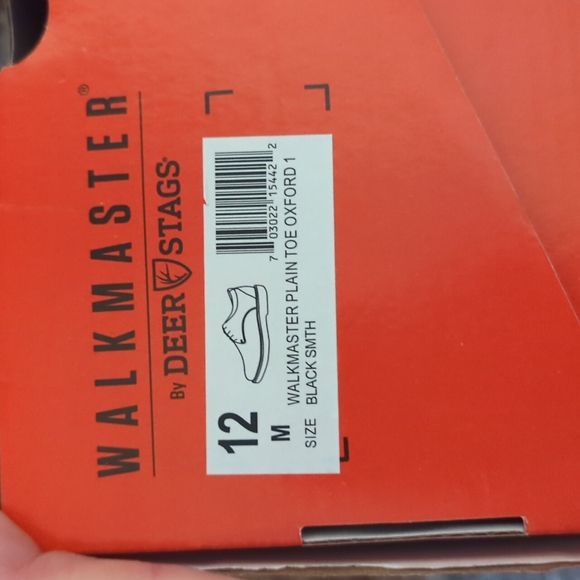 WALKMASTER®
By DEER STAGS®
7 03022 15442 2
12
M
SIZE
WALKMASTER PLAIN TOE OXFORD 1
BLACK SMTH